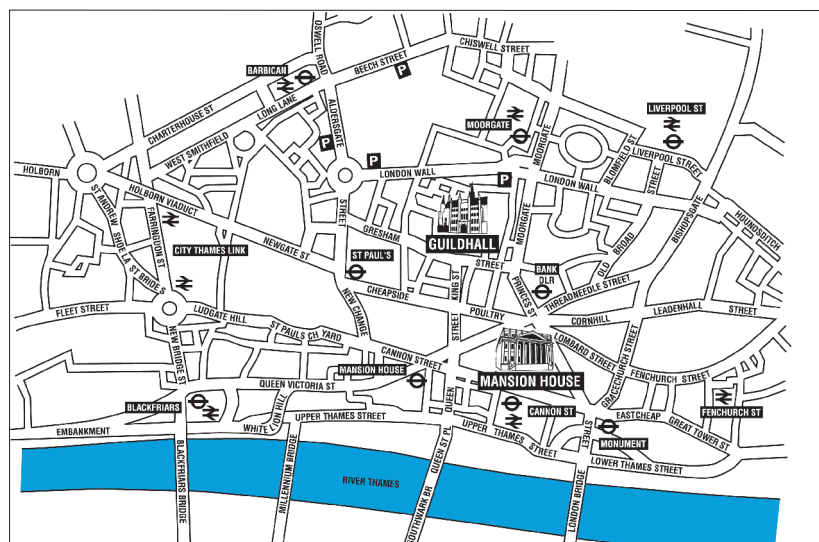 OSWELL ROAD
BEECH STREET
CHISWELL STREET
BARBICAN
P
LONG LANE
CHARTERHOUSE ST
ALDERSGATE
WEST SMITHFIELD
P
P
MOORGATE
MOORGATE
LIVERPOOL ST
BLOMFIELD ST
LIVERPOOL STREET
STREET
HOLBORN
LONDON WALL
P
LONDON WALL
HOLBORN VIADUCT
ST ANDREW
SHOE LA
FARRINGDON ST
ST BRIDE S
CITY THAMES LINK
NEWGATE ST
STREET
GRESHAM
STREET
GUILDHALL
MOORGATE
BISHOPSGATE
HOUNDSDITCH
OLD BROAD
ST PAUL'S
BANK
DLR
KING ST
PRINCES ST
THREADNEEDLE STREET
CHEAPSIDE
NEW CHANGE
POULTRY
CORNHILL
LEADENHALL STREET
FLEET STREET
LUDGATE HILL
ST PAULS CH YARD
CANNON STREET
STREET
NEW BRIDGE ST
LOMBARD STREET
FENCHURCH STREET
GRACECHURCH STREET
MANSION HOUSE
MANSION HOUSE
QUEEN VICTORIA ST
QUEEN
BLACKFRIARS
CANNON ST
EASTCHEAP
FENCHURCH ST
GREAT TOWER ST
STREET
MONUMENT
EMBANKMENT
WHITE LION HILL
UPPER THAMES STREET
UPPER THAMES STREET
LOWER THAMES STREET
BLACKFRIARS BRIDGE
MILLENNIUM BRIDGE
RIVER THAMES
QUEEN ST PL
SOUTHWARK BR
LONDON BRIDGE